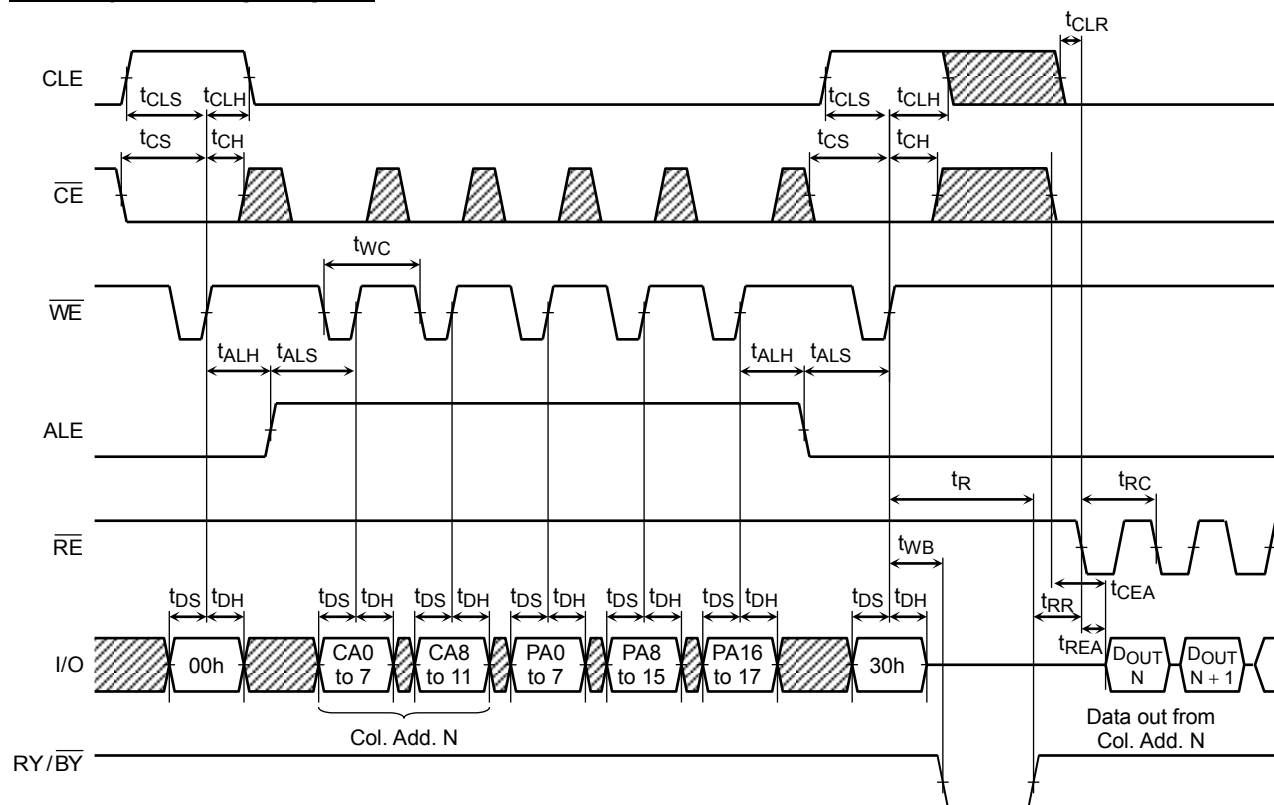 tCLR
CLE
tCLS tCLH tCLS tCLH
tCS tCH tCS tCH
CE
tWC
WE
tALH tALS tALH tALS
ALE
tR tRC
RE
tWB
tDS tDH tDS tDH tDS tDH tDS tDH tDS tDH tDS tDH tDS tDH tRR tCEA
tREA
I/O 00h CA0 to 7 CA8 to 11 PA0 to 7 PA8 to 15 PA16 to 17 30h DOUT N DOUT N + 1
Col. Add. N
Data out from
Col. Add. N
RY/BY